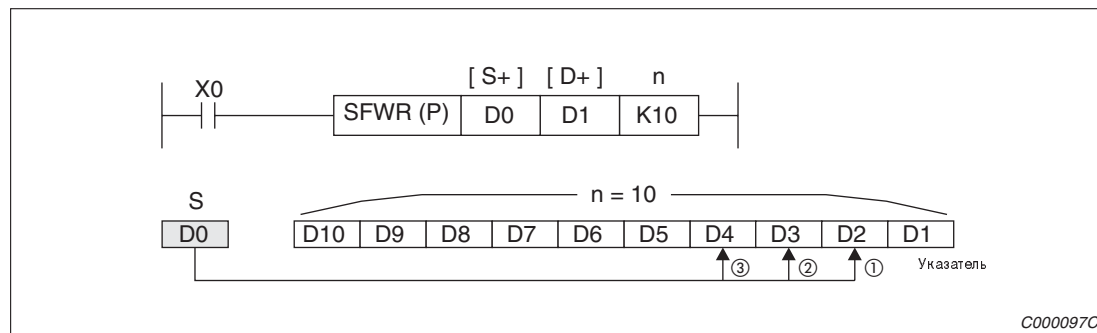 [ S+ ] [ D+ ] n
X0
SFWR (P) D0 D1 K10
S n = 10
D0 D10 D9 D8 D7 D6 D5 D4 D3 D2 D1
③ ② ① Указатель
C000097C